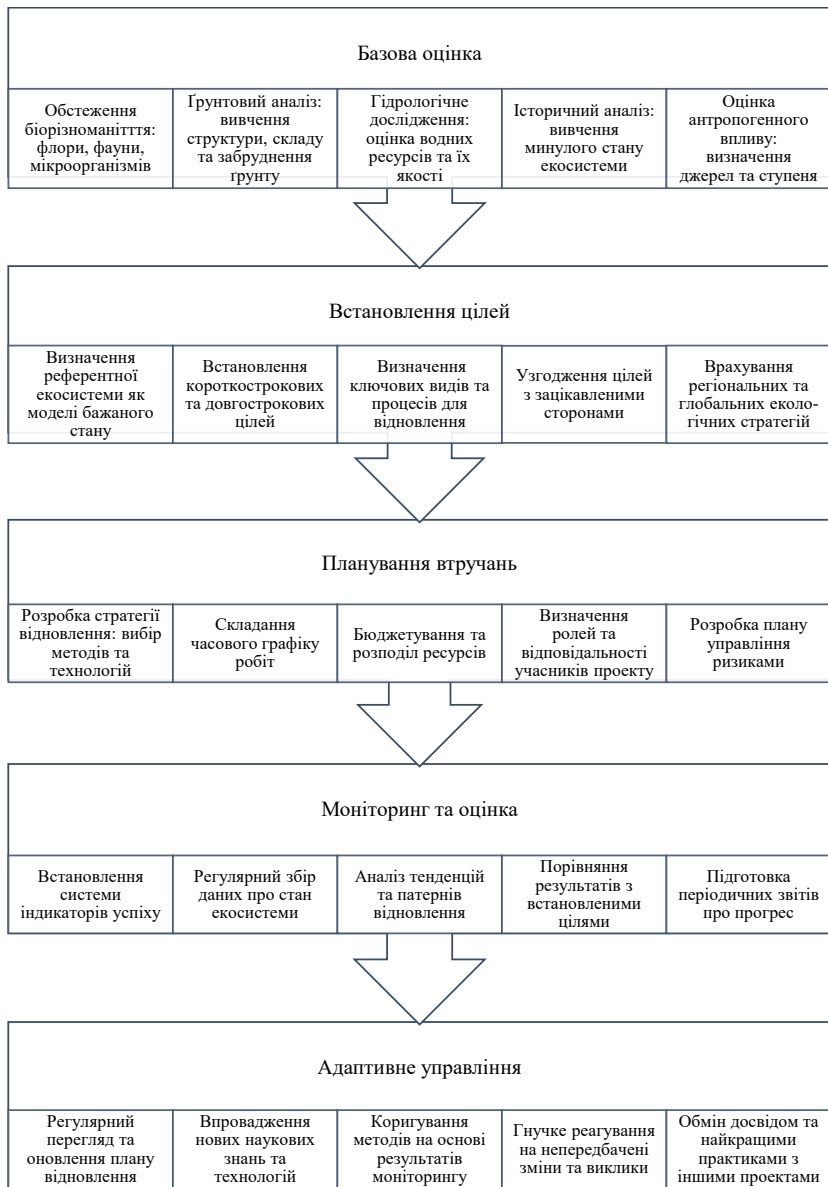 Базова оцінка
Обстеження
біорізноманітття:
флори, фауни,
мікроорганізмів
Ґрунтовий аналіз:
вивчення
структури, складу
та забруднення
ґрунту
Гідрологічне
дослідження:
оцінка водних
ресурсів та їх
якості
Історичний аналіз:
вивчення
минулого стану
екосистеми
Оцінка
антропогенного
впливу:
визначення
джерел та ступеня
Встановлення цілей
Визначення
референтної
екосистеми як
моделі бажаного
стану
Встановлення
короткострокових
та довгострокових
цілей
Визначення
ключових видів та
процесів для
відновлення
Узгодження цілей
з зацікавленими
сторонами
Врахування
регіональних та
глобальних еколо-
гічних стратегій
Планування втручань
Розробка стратегії
відновлення: вибір
методів та
технологій
Складання
часового графіку
робіт
Бюджетування та
розподіл ресурсів
Визначення
ролей та
відповідальності
учасників проекту
Розробка плану
управління
ризиками
Моніторинг та оцінка
Встановлення
системи
індикаторів успіху
Регулярний збір
даних про стан
екосистеми
Аналіз тенденцій
та патернів
відновлення
Порівняння
результатів з
встановленими
цілями
Підготовка
періодичних звітів
про прогрес
Адаптивне управління
Регулярний
перегляд та
оновлення плану
відновлення
Впровадження
нових наукових
знань та
технологій
Коригування
методів на основі
результатів
моніторингу
Гнучке реагування
на непередбачені
зміни та виклики
Обмін досвідом та
найкращими
практиками з
іншими проектами